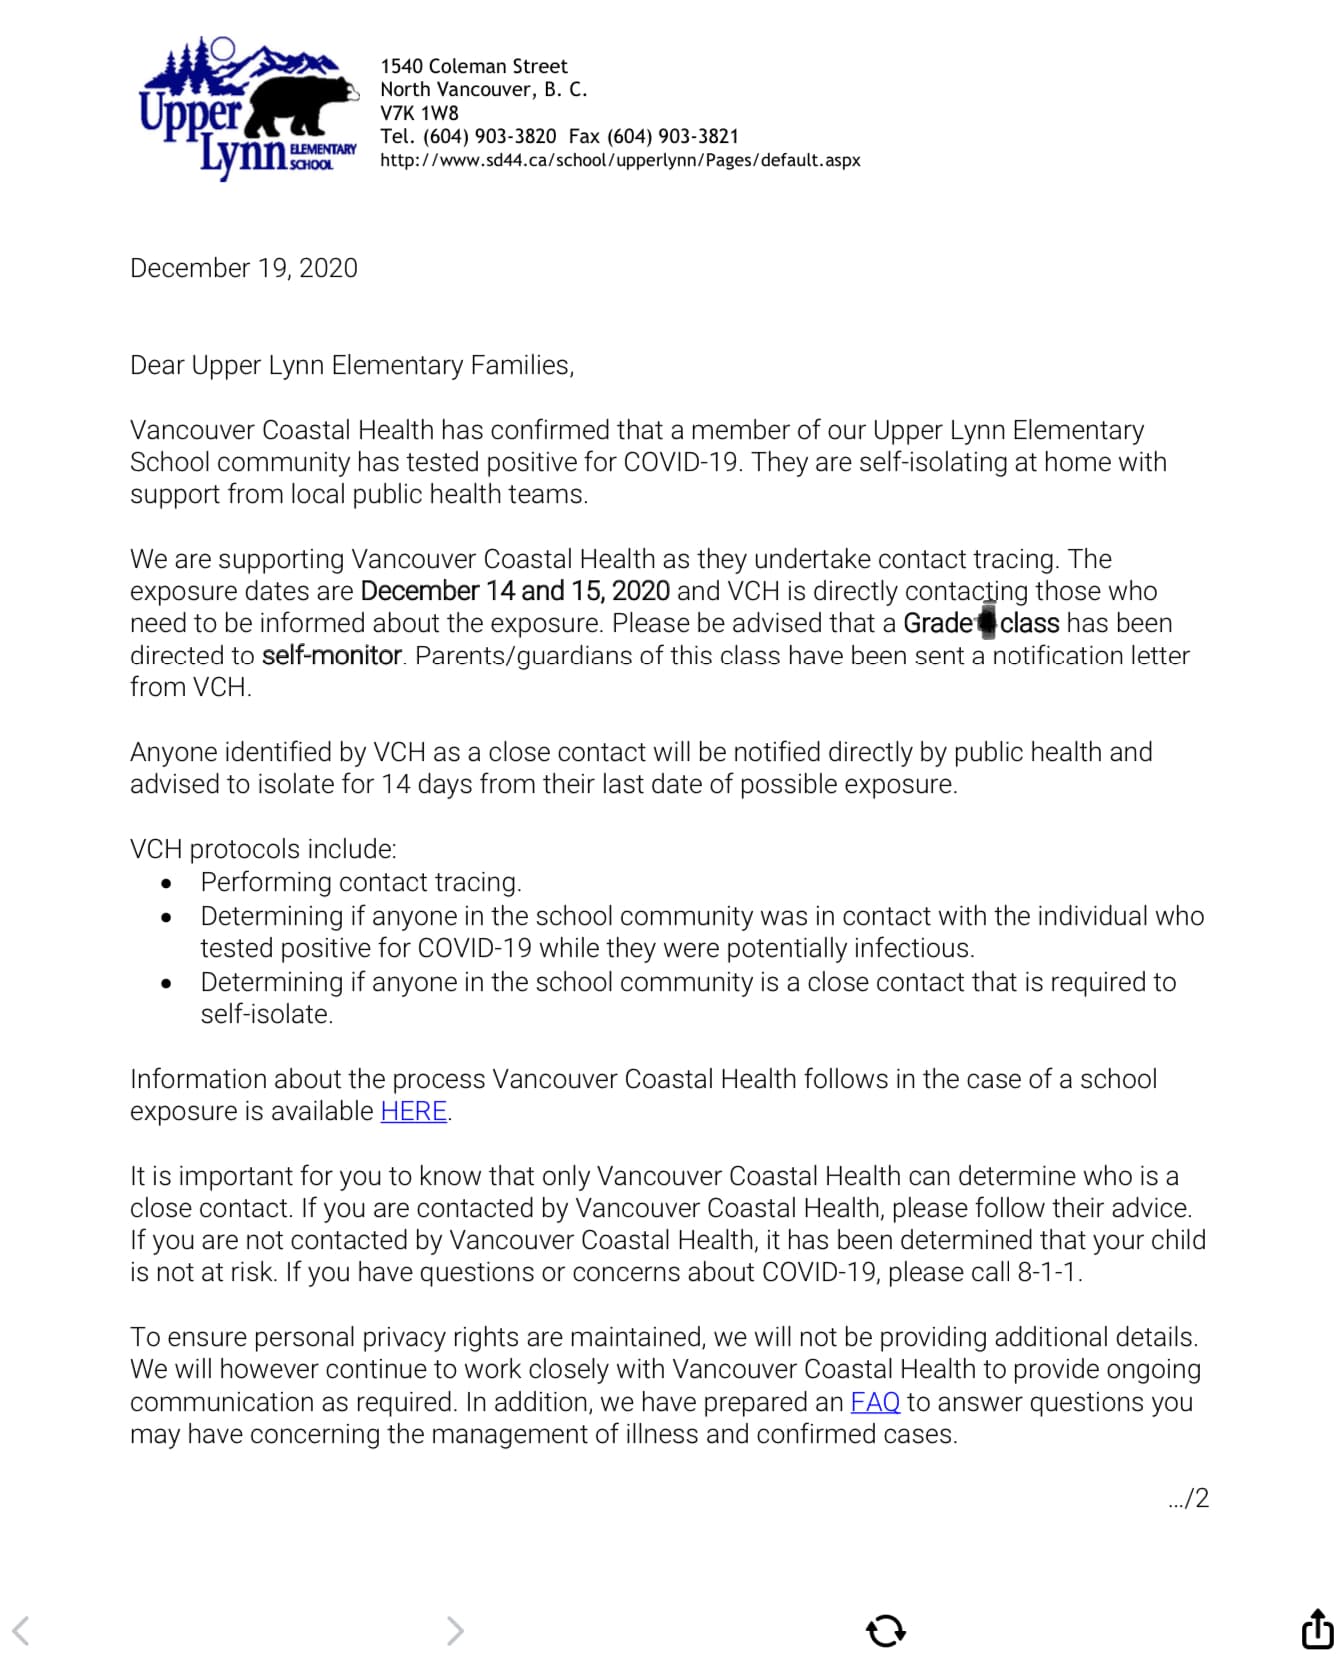 Upper
Lynn ELEMENTARY
SCHOOL
1540 Coleman Street
North Vancouver, B. C.
V7K 1W8
Tel. (604) 903-3820  Fax (604) 903-3821
http://www.sd44.ca/school/upperlynn/Pages/default.aspx
December 19, 2020
Dear Upper Lynn Elementary Families,
Vancouver Coastal Health has confirmed that a member of our Upper Lynn Elementary
School community has tested positive for COVID-19. They are self-isolating at home with
support from local public health teams.
We are supporting Vancouver Coastal Health as they undertake contact tracing. The
exposure dates are December 14 and 15, 2020 and VCH is directly contacting those who
need to be informed about the exposure. Please be advised that a Grade class has been
directed to self-monitor. Parents/guardians of this class have been sent a notification letter
from VCH.
Anyone identified by VCH as a close contact will be notified directly by public health and
advised to isolate for 14 days from their last date of possible exposure.
VCH protocols include:
• Performing contact tracing.
• Determining if anyone in the school community was in contact with the individual who
tested positive for COVID-19 while they were potentially infectious.
• Determining if anyone in the school community is a close contact that is required to
self-isolate.
Information about the process Vancouver Coastal Health follows in the case of a school
exposure is available HERE.
It is important for you to know that only Vancouver Coastal Health can determine who is a
close contact. If you are contacted by Vancouver Coastal Health, please follow their advice.
If you are not contacted by Vancouver Coastal Health, it has been determined that your child
is not at risk. If you have questions or concerns about COVID-19, please call 8-1-1.
To ensure personal privacy rights are maintained, we will not be providing additional details.
We will however continue to work closely with Vancouver Coastal Health to provide ongoing
communication as required. In addition, we have prepared an FAQ to answer questions you
may have concerning the management of illness and confirmed cases.
…/2